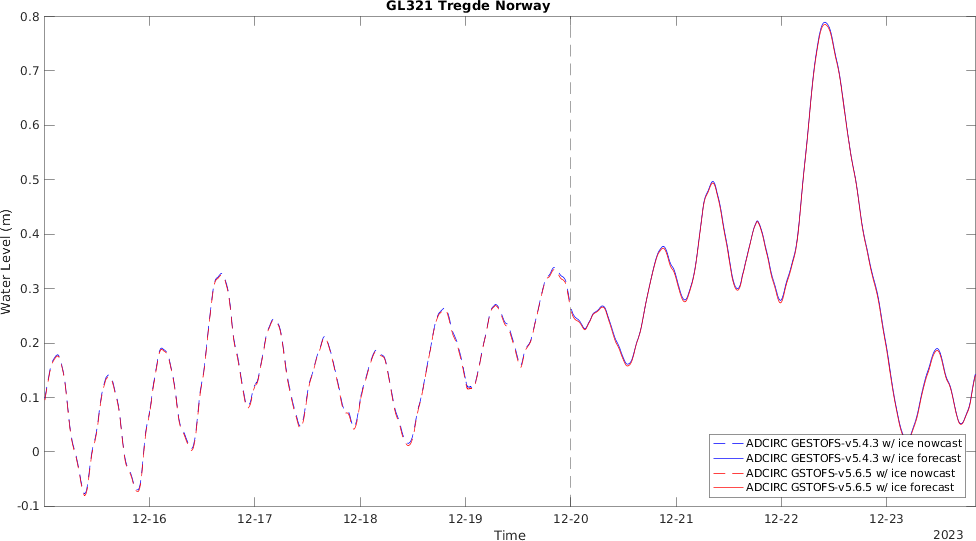 GL321 Tregde Norway
0.8
0.7
0.6
0.5
0.4
0.3
0.2
0.1
0
-0.1
Water Level (m)
ADCIRC GESTOFS-v5.4.3 w/ ice nowcast
ADCIRC GESTOFS-v5.4.3 w/ ice forecast
ADCIRC GSTOFS-v5.6.5 w/ ice nowcast
ADCIRC GSTOFS-v5.6.5 w/ ice forecast
12-16 12-17 12-18 12-19 12-20 12-21 12-22 12-23
Time
2023